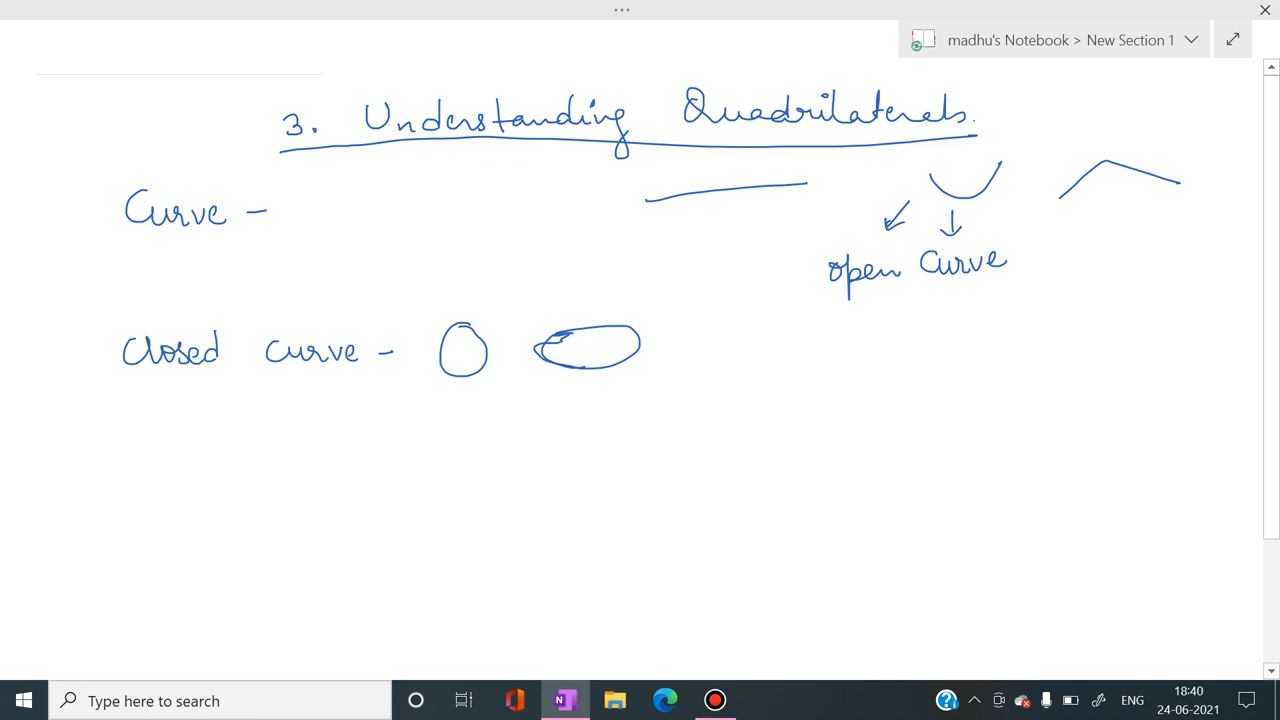 madhu's Notebook > New Section 1
3. Understanding Quadrilaterals.
Curve -
open Curve
Closed curve -
Type here to search
ENG
18:40
24-06-2021